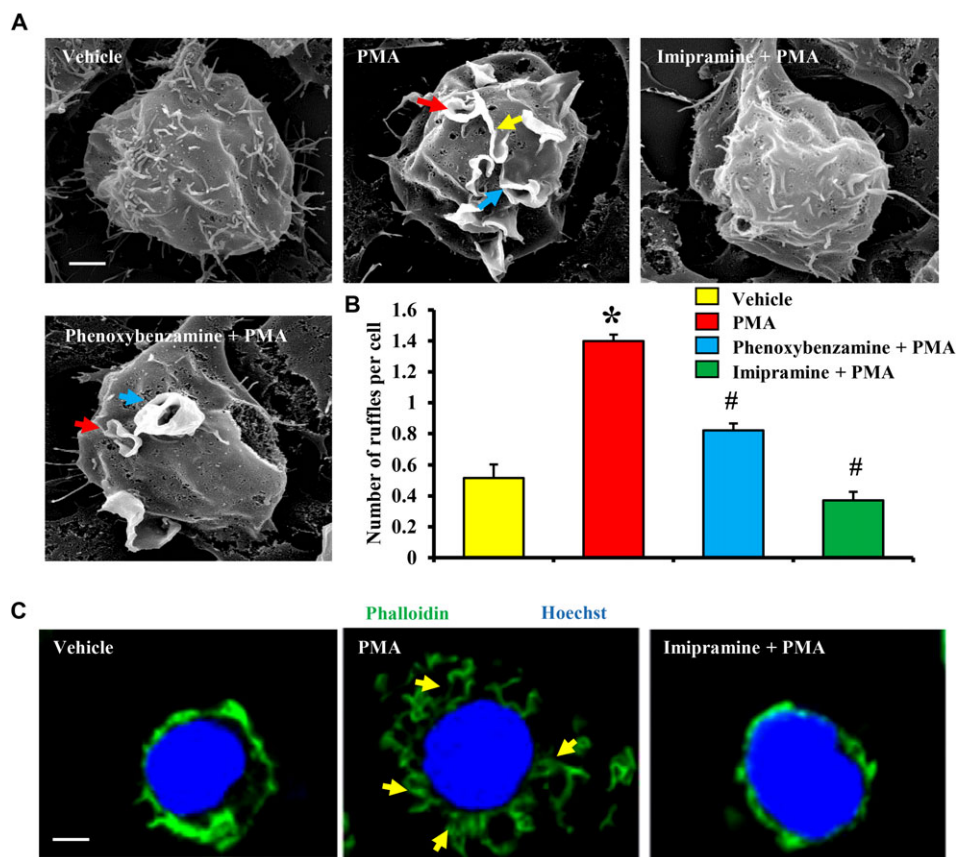 A
Vehicle
PMA
Imipramine + PMA
Phenoxybenzamine + PMA
B
Vehicle
PMA
Phenoxybenzamine + PMA
Imipramine + PMA
Number of ruffles per cell
1.6
1.4
1.2
1
0.8
0.6
0.4
0.2
0
*
#
#
C
Phalloidin Hoechst
Vehicle
PMA
Imipramine + PMA